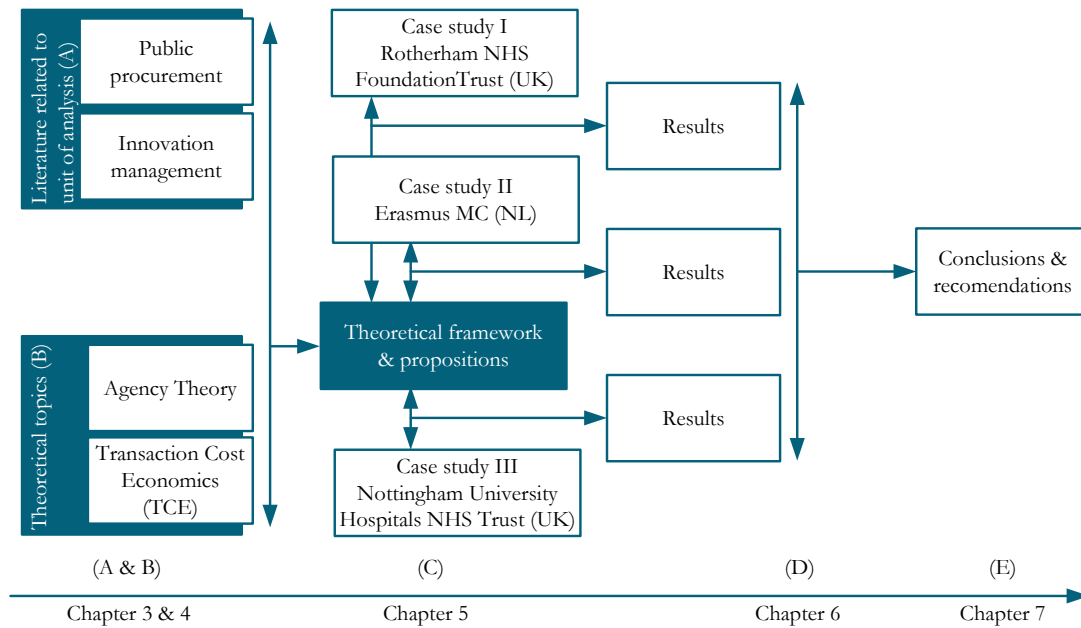 Literature related to
unit of analysis (A)
Public
procurement
Innovation
management
Theoretical topics (B)
Agency Theory
Transaction Cost
Economics
(TCE)
Case study I
Rotherham NHS
FoundationTrust (UK)
Case study II
Erasmus MC (NL)
Theoretical framework
& propositions
Case study III
Nottingham University
Hospitals NHS Trust (UK)
Results
Results
Results
Conclusions &
recomendations
(A & B)
(C)
(D)
(E)
Chapter 3 & 4
Chapter 5
Chapter 6
Chapter 7